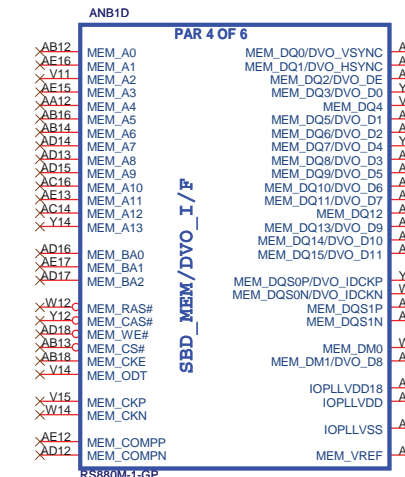 ANB1D
PAR 4 OF 6
AB12 MEM_A0 MEM_DQ0/DVO_VSYNC
AE16 MEM_A1 MEM_DQ1/DVO_HSYNC
V11 MEM_A2 MEM_DQ2/DVO_DE
AE15 MEM_A3 MEM_DQ3/DVO_D0
AA12 MEM_A4 MEM_DQ4
AB16 MEM_A5 MEM_DQ5/DVO_D1
AB14 MEM_A6 MEM_DQ6/DVO_D2
AD14 MEM_A7 MEM_DQ7/DVO_D4
AD13 MEM_A8 MEM_DQ8/DVO_D3
AD15 MEM_A9 MEM_DQ9/DVO_D5
AC16 MEM_A10 MEM_DQ10/DVO_D6
AE13 MEM_A11 MEM_DQ11/DVO_D7
AC14 MEM_A12 MEM_DQ12
Y14 MEM_A13 MEM_DQ13/DVO_D9
MEM_DQ14/DVO_D10
AD16 MEM_BA0 MEM_DQ15/DVO_D11
AE17 MEM_BA1
AD17 MEM_BA2 MEM_DQS0P/DVO_IDCKP
MEM_DQS0N/DVO_IDCKN
W12 MEM_RAS# MEM_DQS1P
Y12 MEM_CAS# MEM_DQS1N
AD18 MEM_WE#
AB13 MEM_CS# MEM_DM0
AB18 MEM_CKE MEM_DM1/DVO_D8
V14 MEM_ODT
IOPLLVDD18
V15 MEM_CKP IOPLLVDD
W14 MEM_CKN
IOPLLVSS
AE12 MEM_COMPP
AD12 MEM_COMPN MEM_VREF
SBD_MEM/DVO_I/F
RS880M-1-GP